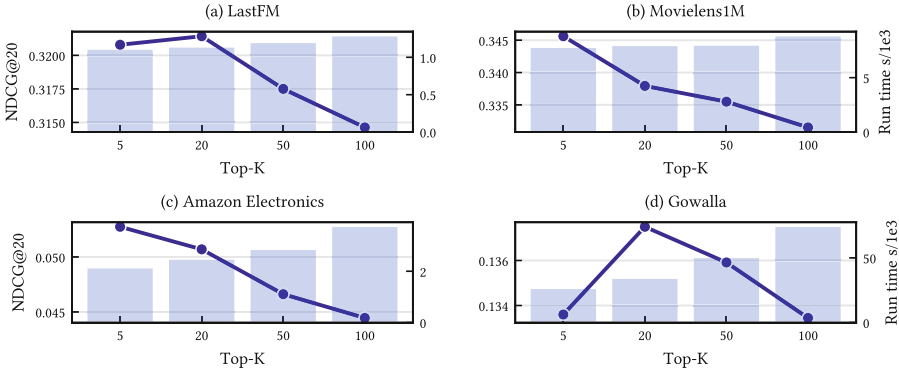 (a) LastFM
NDCG@20
0.3200
0.3175
0.3150
1.0
0.5
0.0
5 20 50 100
Top-K
(b) Movielens1M
0.345
0.340
0.335
5
0
Run time s/1e3
5 20 50 100
Top-K
(c) Amazon Electronics
NDCG@20
0.050
0.045
2
0
5 20 50 100
Top-K
(d) Gowalla
0.136
0.134
50
0
Run time s/1e3
5 20 50 100
Top-K